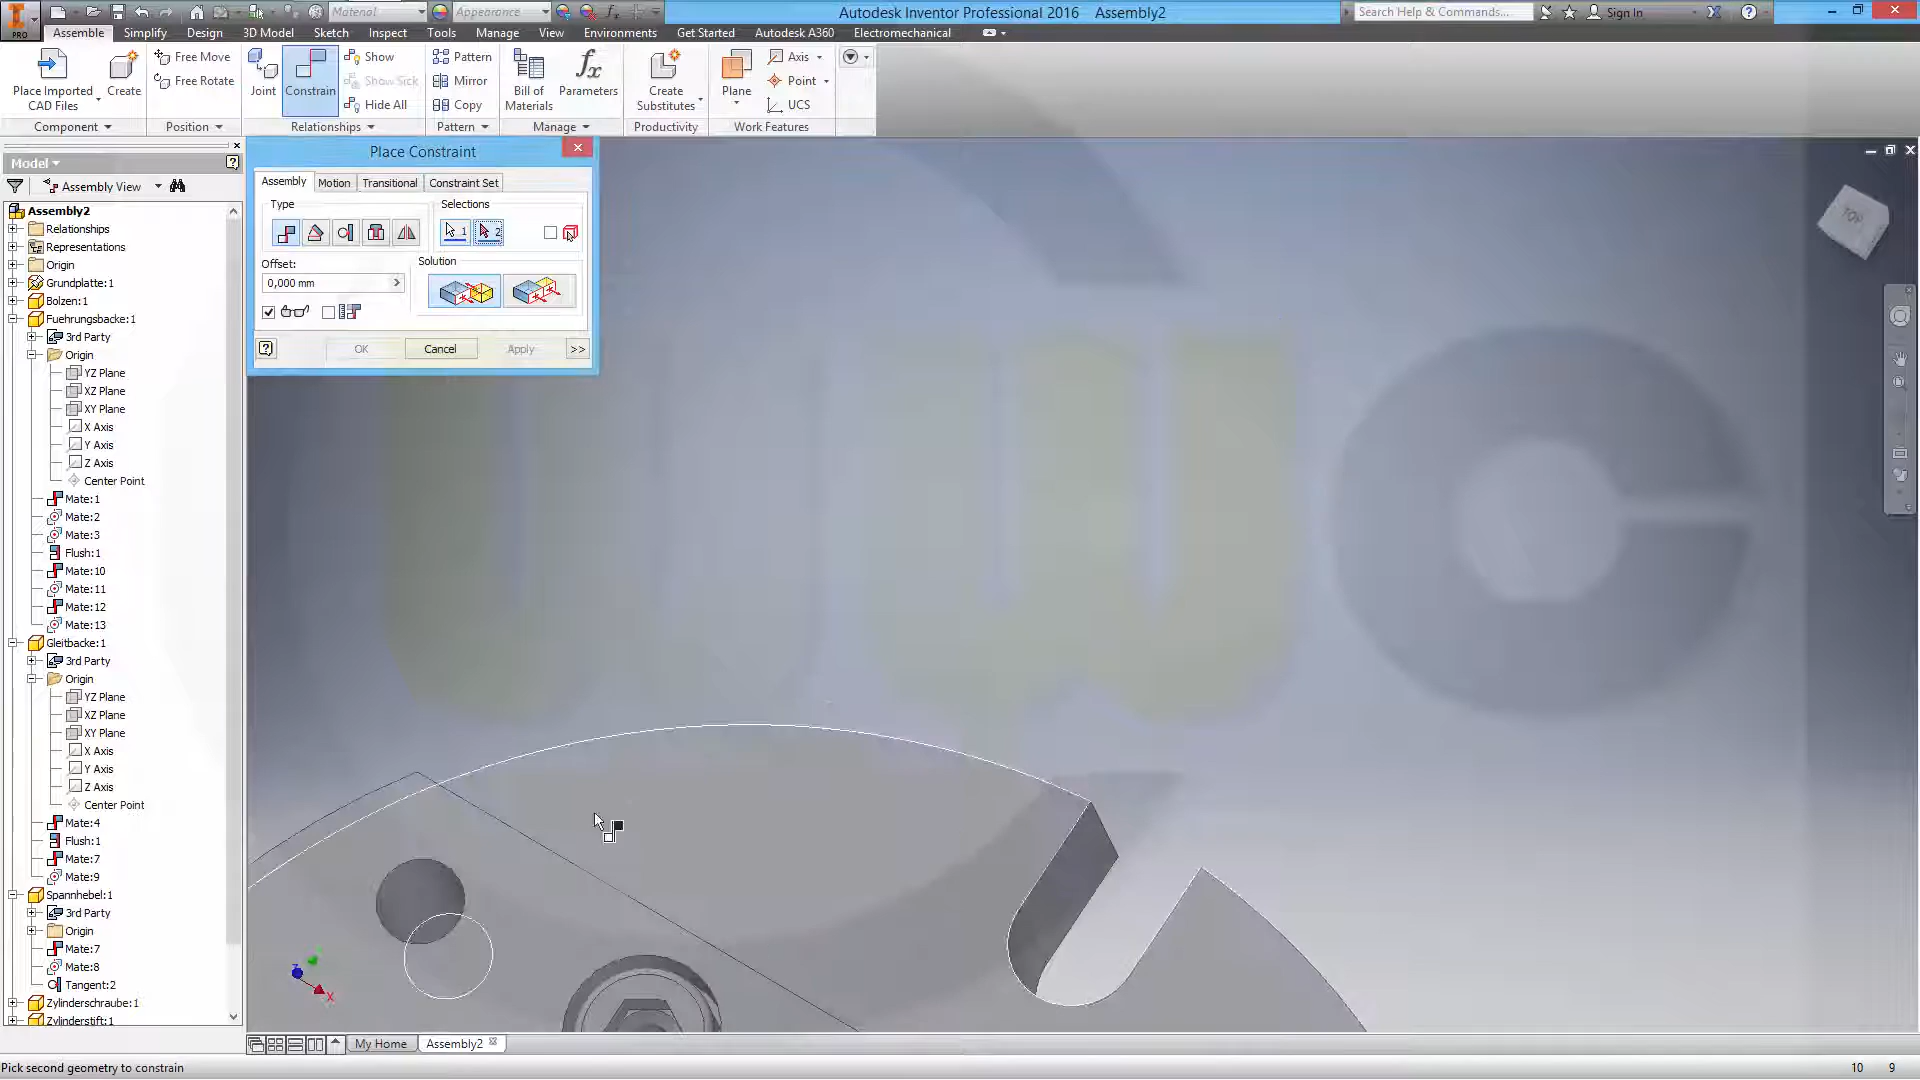 Material
Appearance
Autodesk Inventor Professional 2016 Assembly2
Search Help & Commands...
Sign In
PRO
Assemble Simplify Design 3D Model Sketch Inspect Tools Manage View Environments Get Started Autodesk A360 Electromechanical
Place Imported CAD Files
Create
Free Move
Free Rotate
Joint
Constrain
Show
Show Sick
Hide All
Pattern
Mirror
Copy
Bill of Materials
Parameters
Create Substitutes
Plane
Axis
Point
UCS
Component
Position
Relationships
Pattern
Manage
Productivity
Work Features
Model
Assembly View
Assembly2
Relationships
Representations
Origin
Grundplatte:1
Bolzen:1
Fuehrungsbacke:1
3rd Party
Origin
YZ Plane
XZ Plane
XY Plane
X Axis
Y Axis
Z Axis
Center Point
Mate:1
Mate:2
Mate:3
Flush:1
Mate:10
Mate:11
Mate:12
Mate:13
Gleitbacke:1
3rd Party
Origin
YZ Plane
XZ Plane
XY Plane
X Axis
Y Axis
Z Axis
Center Point
Mate:4
Flush:1
Mate:7
Mate:9
Spannhebel:1
3rd Party
Origin
Mate:7
Mate:8
Tangent:2
Zylinderschraube:1
Zylinderstift:1
Place Constraint
Assembly Motion Transitional Constraint Set
Type
Selections
1
2
Offset:
0,000 mm
Solution
OK
Cancel
Apply
>>
TOP
Z
X
My Home
Assembly2
Pick second geometry to constrain
10 9